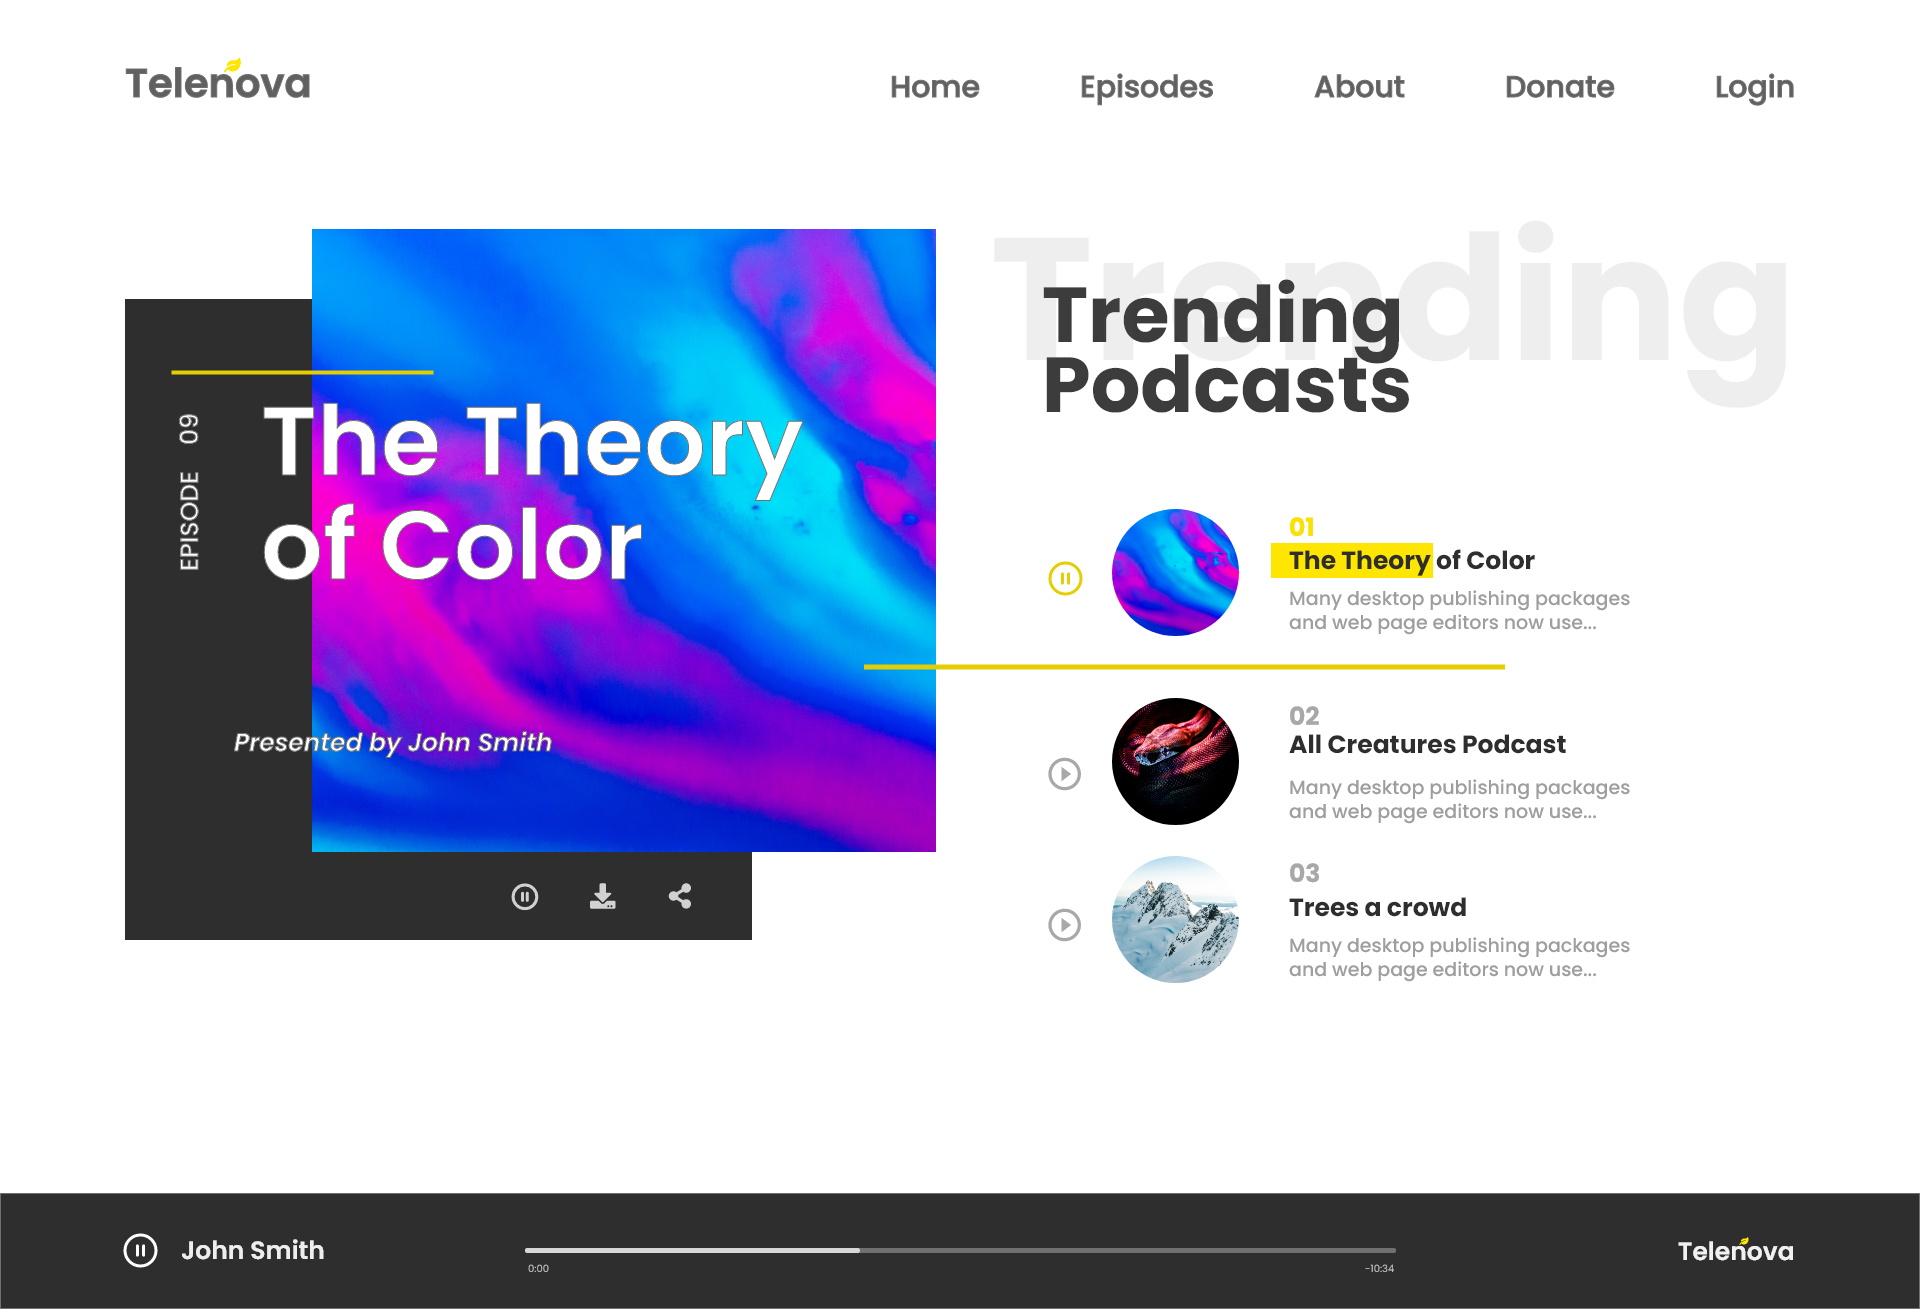 Telenova
Home Episodes About Donate Login
EPISODE 09
The Theory
of Color
Presented by John Smith
Trending
Trending
Podcasts
01
The Theory of Color
Many desktop publishing packages
and web page editors now use...
02
All Creatures Podcast
Many desktop publishing packages
and web page editors now use...
03
Trees a crowd
Many desktop publishing packages
and web page editors now use...
John Smith
0:00
-10:34
Telenova